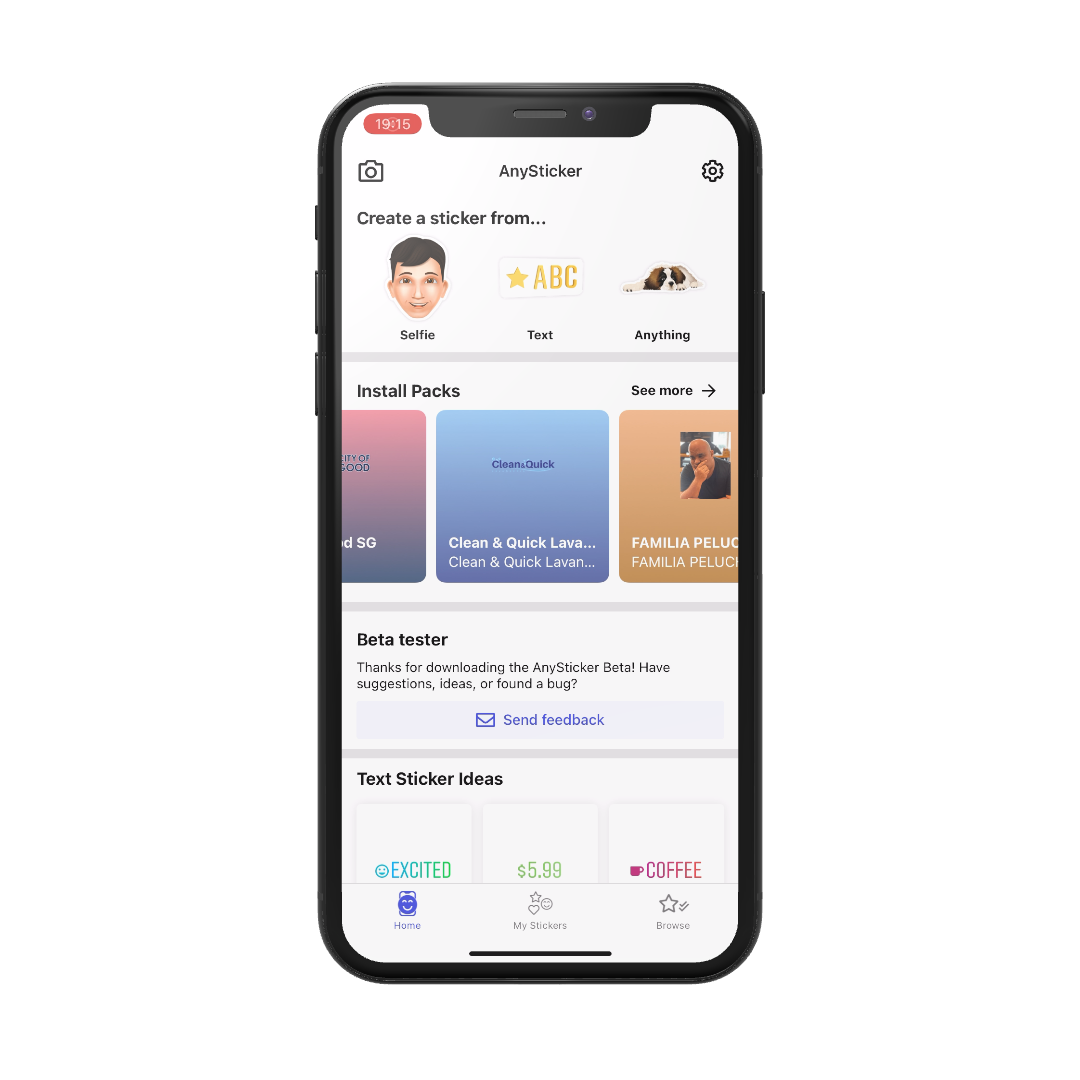 19:15
AnySticker
Create a sticker from...
ABC
Selfie
Text
Anything
Install Packs
See more
CITY OF
GOOD
Clean&Quick
d SG
Clean & Quick Lava...
FAMILIA PELUC
Clean & Quick Lavan...
FAMILIA PELUCH
Beta tester
Thanks for downloading the AnySticker Beta! Have
suggestions, ideas, or found a bug?
Send feedback
Text Sticker Ideas
EXCITED
$5.99
COFFEE
Home
My Stickers
Browse